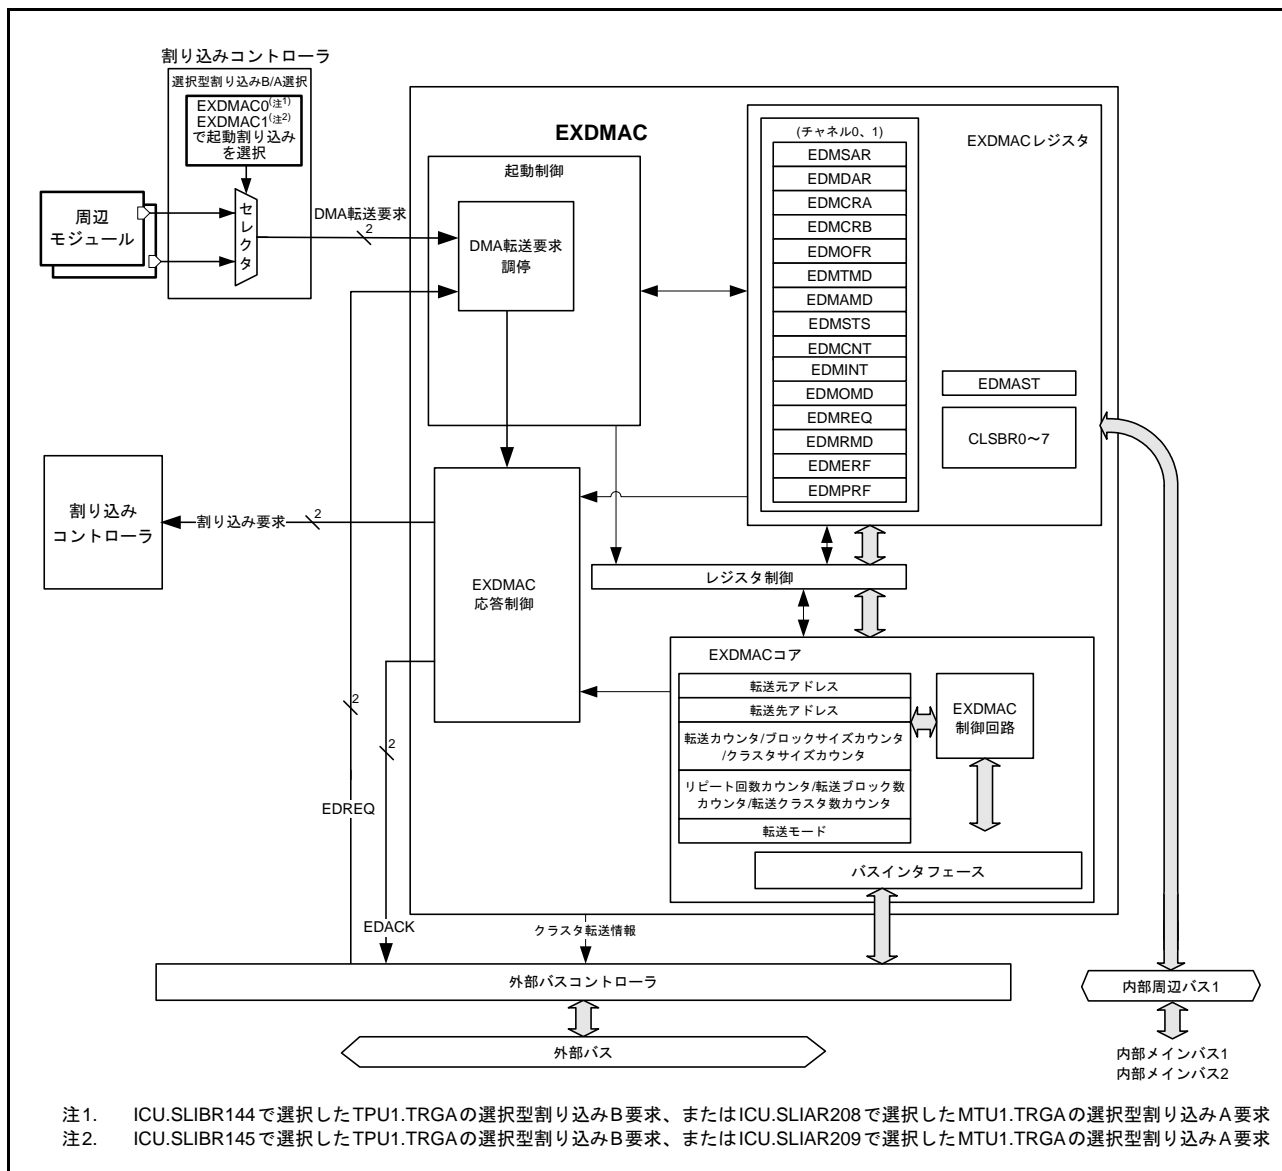 割り込みコントローラ
選択型割り込みB/A選択
EXDMAC0(注1)
EXDMAC1(注2)
で起動割り込み
を選択
周辺
モジュール
セレクタ
DMA転送要求
2
EXDMAC
起動制御
DMA転送要求
調停
(チャネル0、1)
EDMSAR
EDMDAR
EDMCRA
EDMCRB
EDMOFR
EDMTMD
EDMAMD
EDMSTS
EDMCNT
EDMINT
EDMOMD
EDMREQ
EDMRMD
EDMERF
EDMPRF
EXDMACレジスタ
EDMAST
CLSBR0～7
割り込み
コントローラ
割り込み要求
2
EXDMAC
応答制御
レジスタ制御
EXDMACコア
転送元アドレス
転送先アドレス
転送カウンタ/ブロックサイズカウンタ
/クラスタサイズカウンタ
リピート回数カウンタ/転送ブロック数
カウンタ/転送クラスタ数カウンタ
転送モード
EXDMAC
制御回路
バスインタフェース
2
2
EDREQ
EDACK
クラスタ転送情報
外部バスコントローラ
外部バス
内部周辺バス1
内部メインバス1
内部メインバス2
注1. ICU.SLIBR144で選択したTPU1.TRGAの選択型割り込みB要求、またはICU.SLIAR208で選択したMTU1.TRGAの選択型割り込みA要求
注2. ICU.SLIBR145で選択したTPU1.TRGAの選択型割り込みB要求、またはICU.SLIAR209で選択したMTU1.TRGAの選択型割り込みA要求